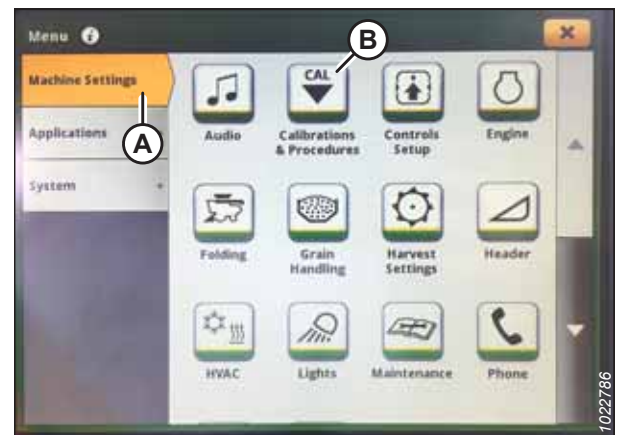 Menu i
B
Machine Settings
A
Applications
System
CAL
Audio
Calibrations
& Procedures
Controls
Setup
Engine
Folding
Grain
Handling
Harvest
Settings
Header
HVAC
Lights
Maintenance
Phone
1022786